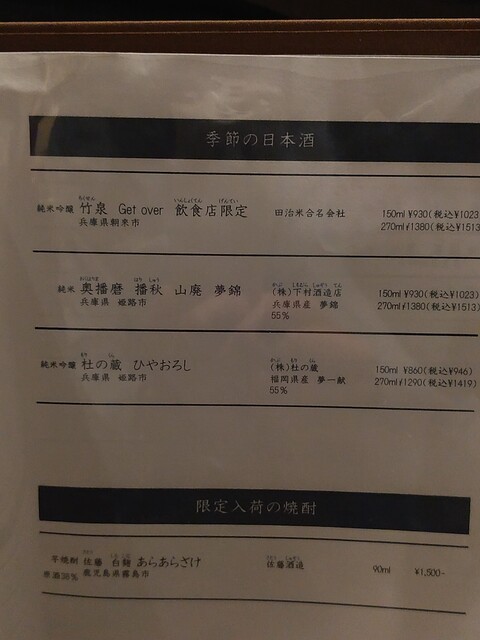 季節の日本酒
純米吟醸 竹泉 Get over 飲食店限定 田治米合名会社 150ml ¥930(税込¥1023
兵庫県朝来市 270ml ¥1380(税込¥1513
純米 奥播磨 播秋 山廃 夢錦 (株)下村酒造店 150ml ¥930(税込¥1023)
兵庫県 姫路市 兵庫県産 夢錦 270ml ¥1380(税込¥1513)
55%
純米吟醸 杜の蔵 ひやおろし (株)杜の蔵 150ml ¥860(税込¥946)
兵庫県 姫路市 福岡県産 夢一献 270ml ¥1290(税込¥1419)
55%
限定入荷の焼酎
芋焼酎 佐藤 白麹 あらあらざけ 佐藤酒造 90ml ¥1,500-
原酒38% 鹿児島県霧島市